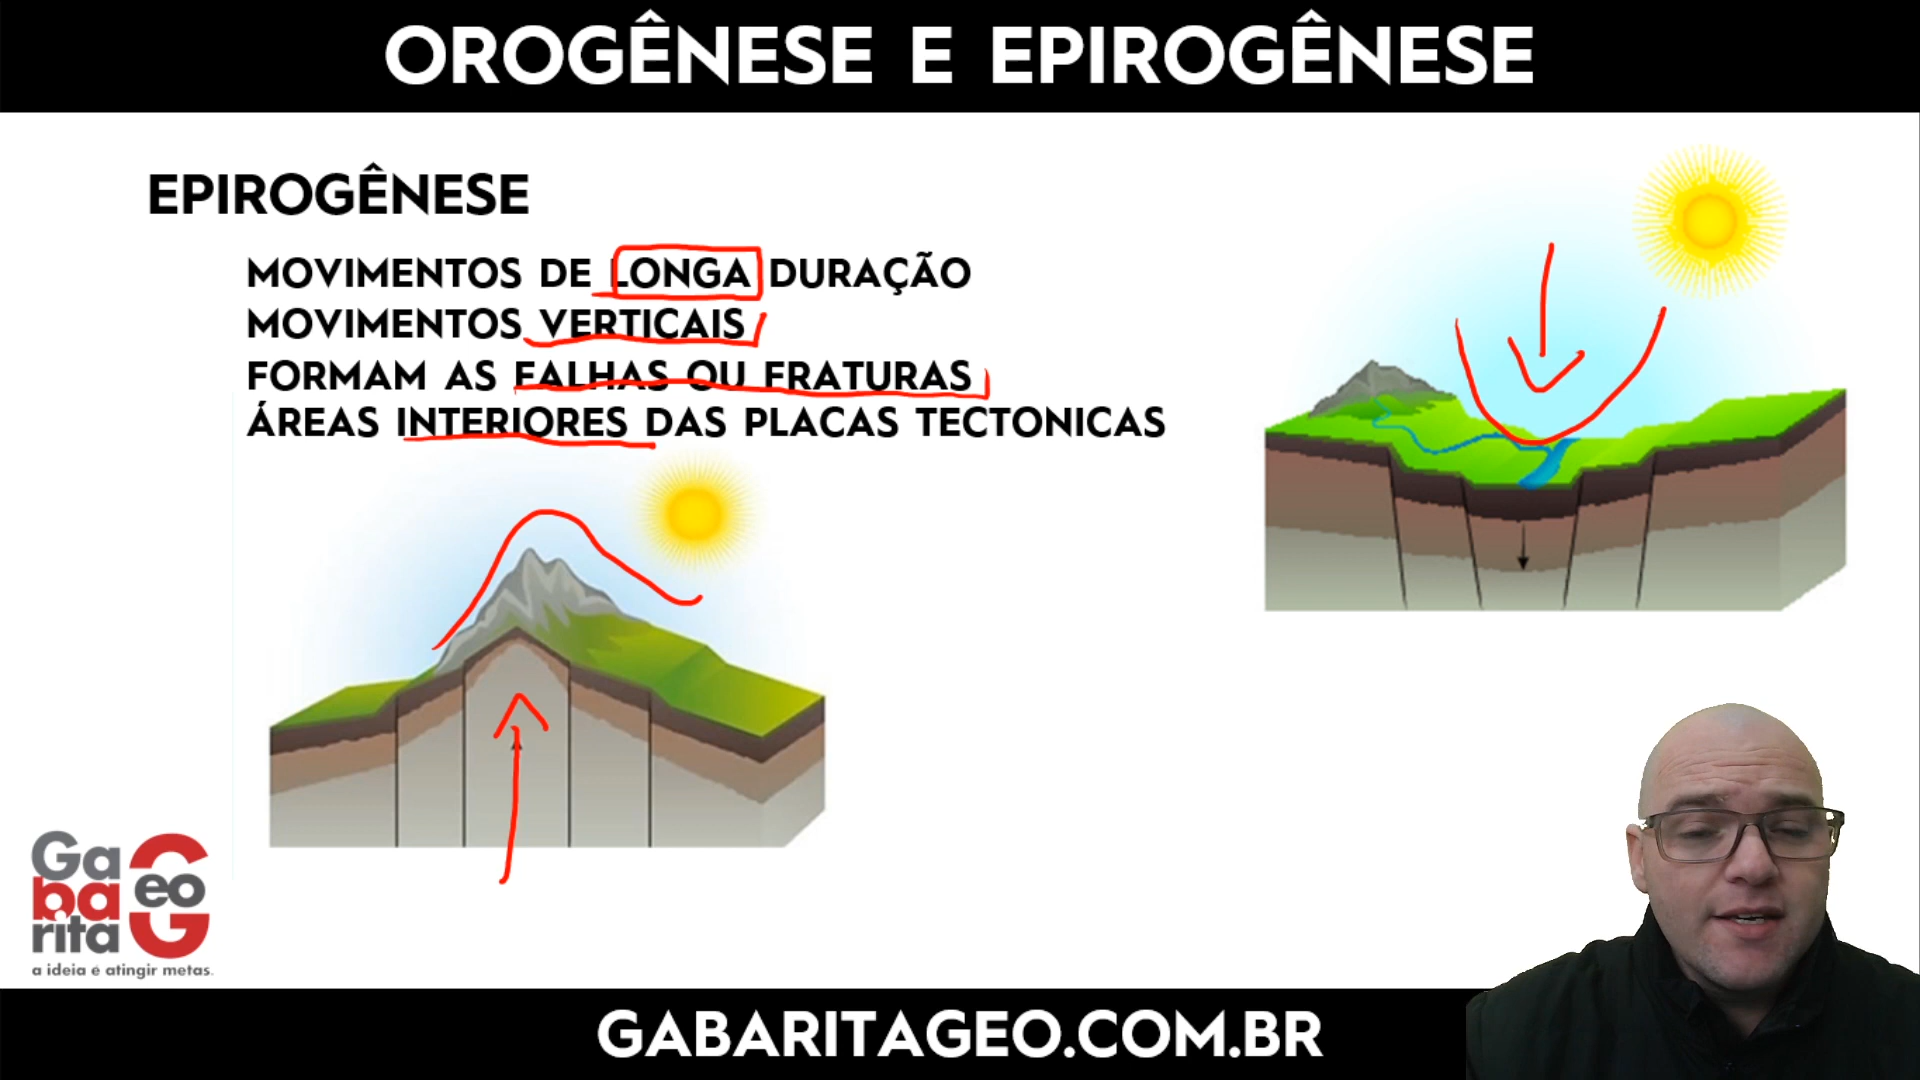 OROGÊNESE E EPIROGÊNESE
EPIROGÊNESE
MOVIMENTOS DE LONGA DURAÇÃO
MOVIMENTOS VERTICAIS
FORMAM AS FALHAS OU FRATURAS
ÁREAS INTERIORES DAS PLACAS TECTONICAS
Ga
ba
rita
Geo
a ideia é atingir metas.
GABARITAGEO.COM.BR